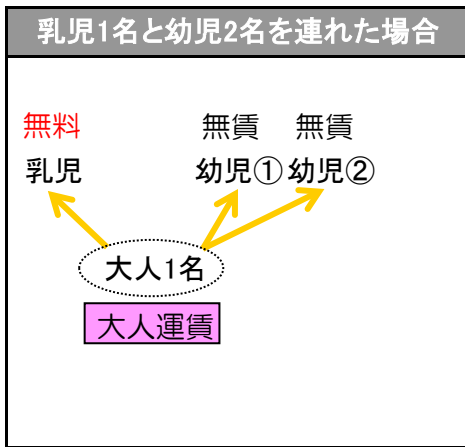 乳児1名と幼児2名を連れた場合
無料 無賃 無賃
乳児 幼児① 幼児②
大人1名
大人運賃